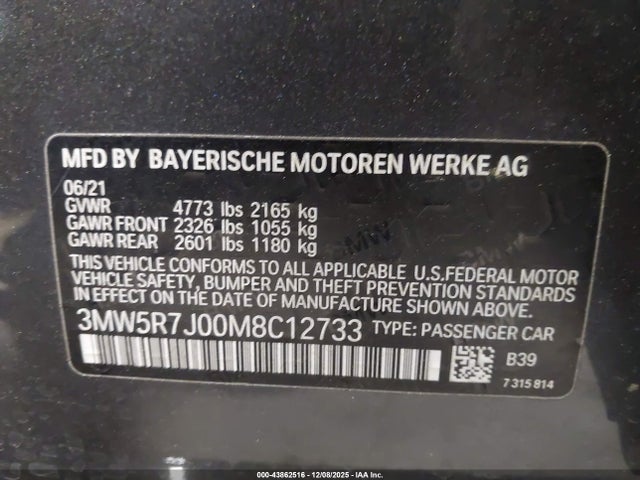 MFD BY BAYERISCHE MOTOREN WERKE AG
06/21
GVWR 4773 lbs 2165 kg
GAWR FRONT 2326 lbs 1055 kg
GAWR REAR 2601 lbs 1180 kg
THIS VEHICLE CONFORMS TO ALL APPLICABLE U.S.FEDERAL MOTOR
VEHICLE SAFETY, BUMPER AND THEFT PREVENTION STANDARDS
IN EFFECT ON THE DATE OF MANUFACTURE SHOWN ABOVE.
3MW5R7J00M8C12733 TYPE: PASSENGER CAR
B39
7 315 814
000-43862516 | 12/08/2025 | IAA Inc.